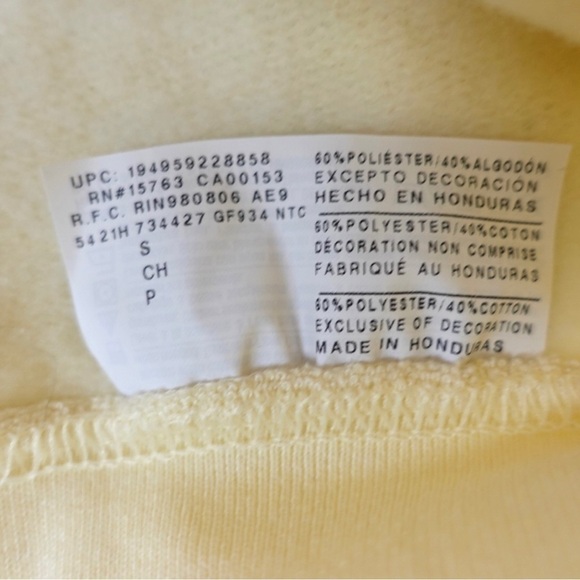 UPC: 194959228858
RN#15763 CA00153
R.F.C. RIN980806 AE9
5421H 734427 GF934 NTC
S
CH
P
60%POLIÉSTER/40%ALGODÓN
EXCEPTO DECORACIÓN
HECHO EN HONDURAS
60%POLYESTER/40%COTON
DÉCORATION NON COMPRISE
FABRIQUÉ AU HONDURAS
60%POLYESTER/40%COTTON
EXCLUSIVE OF DECORATION
MADE IN HONDURAS